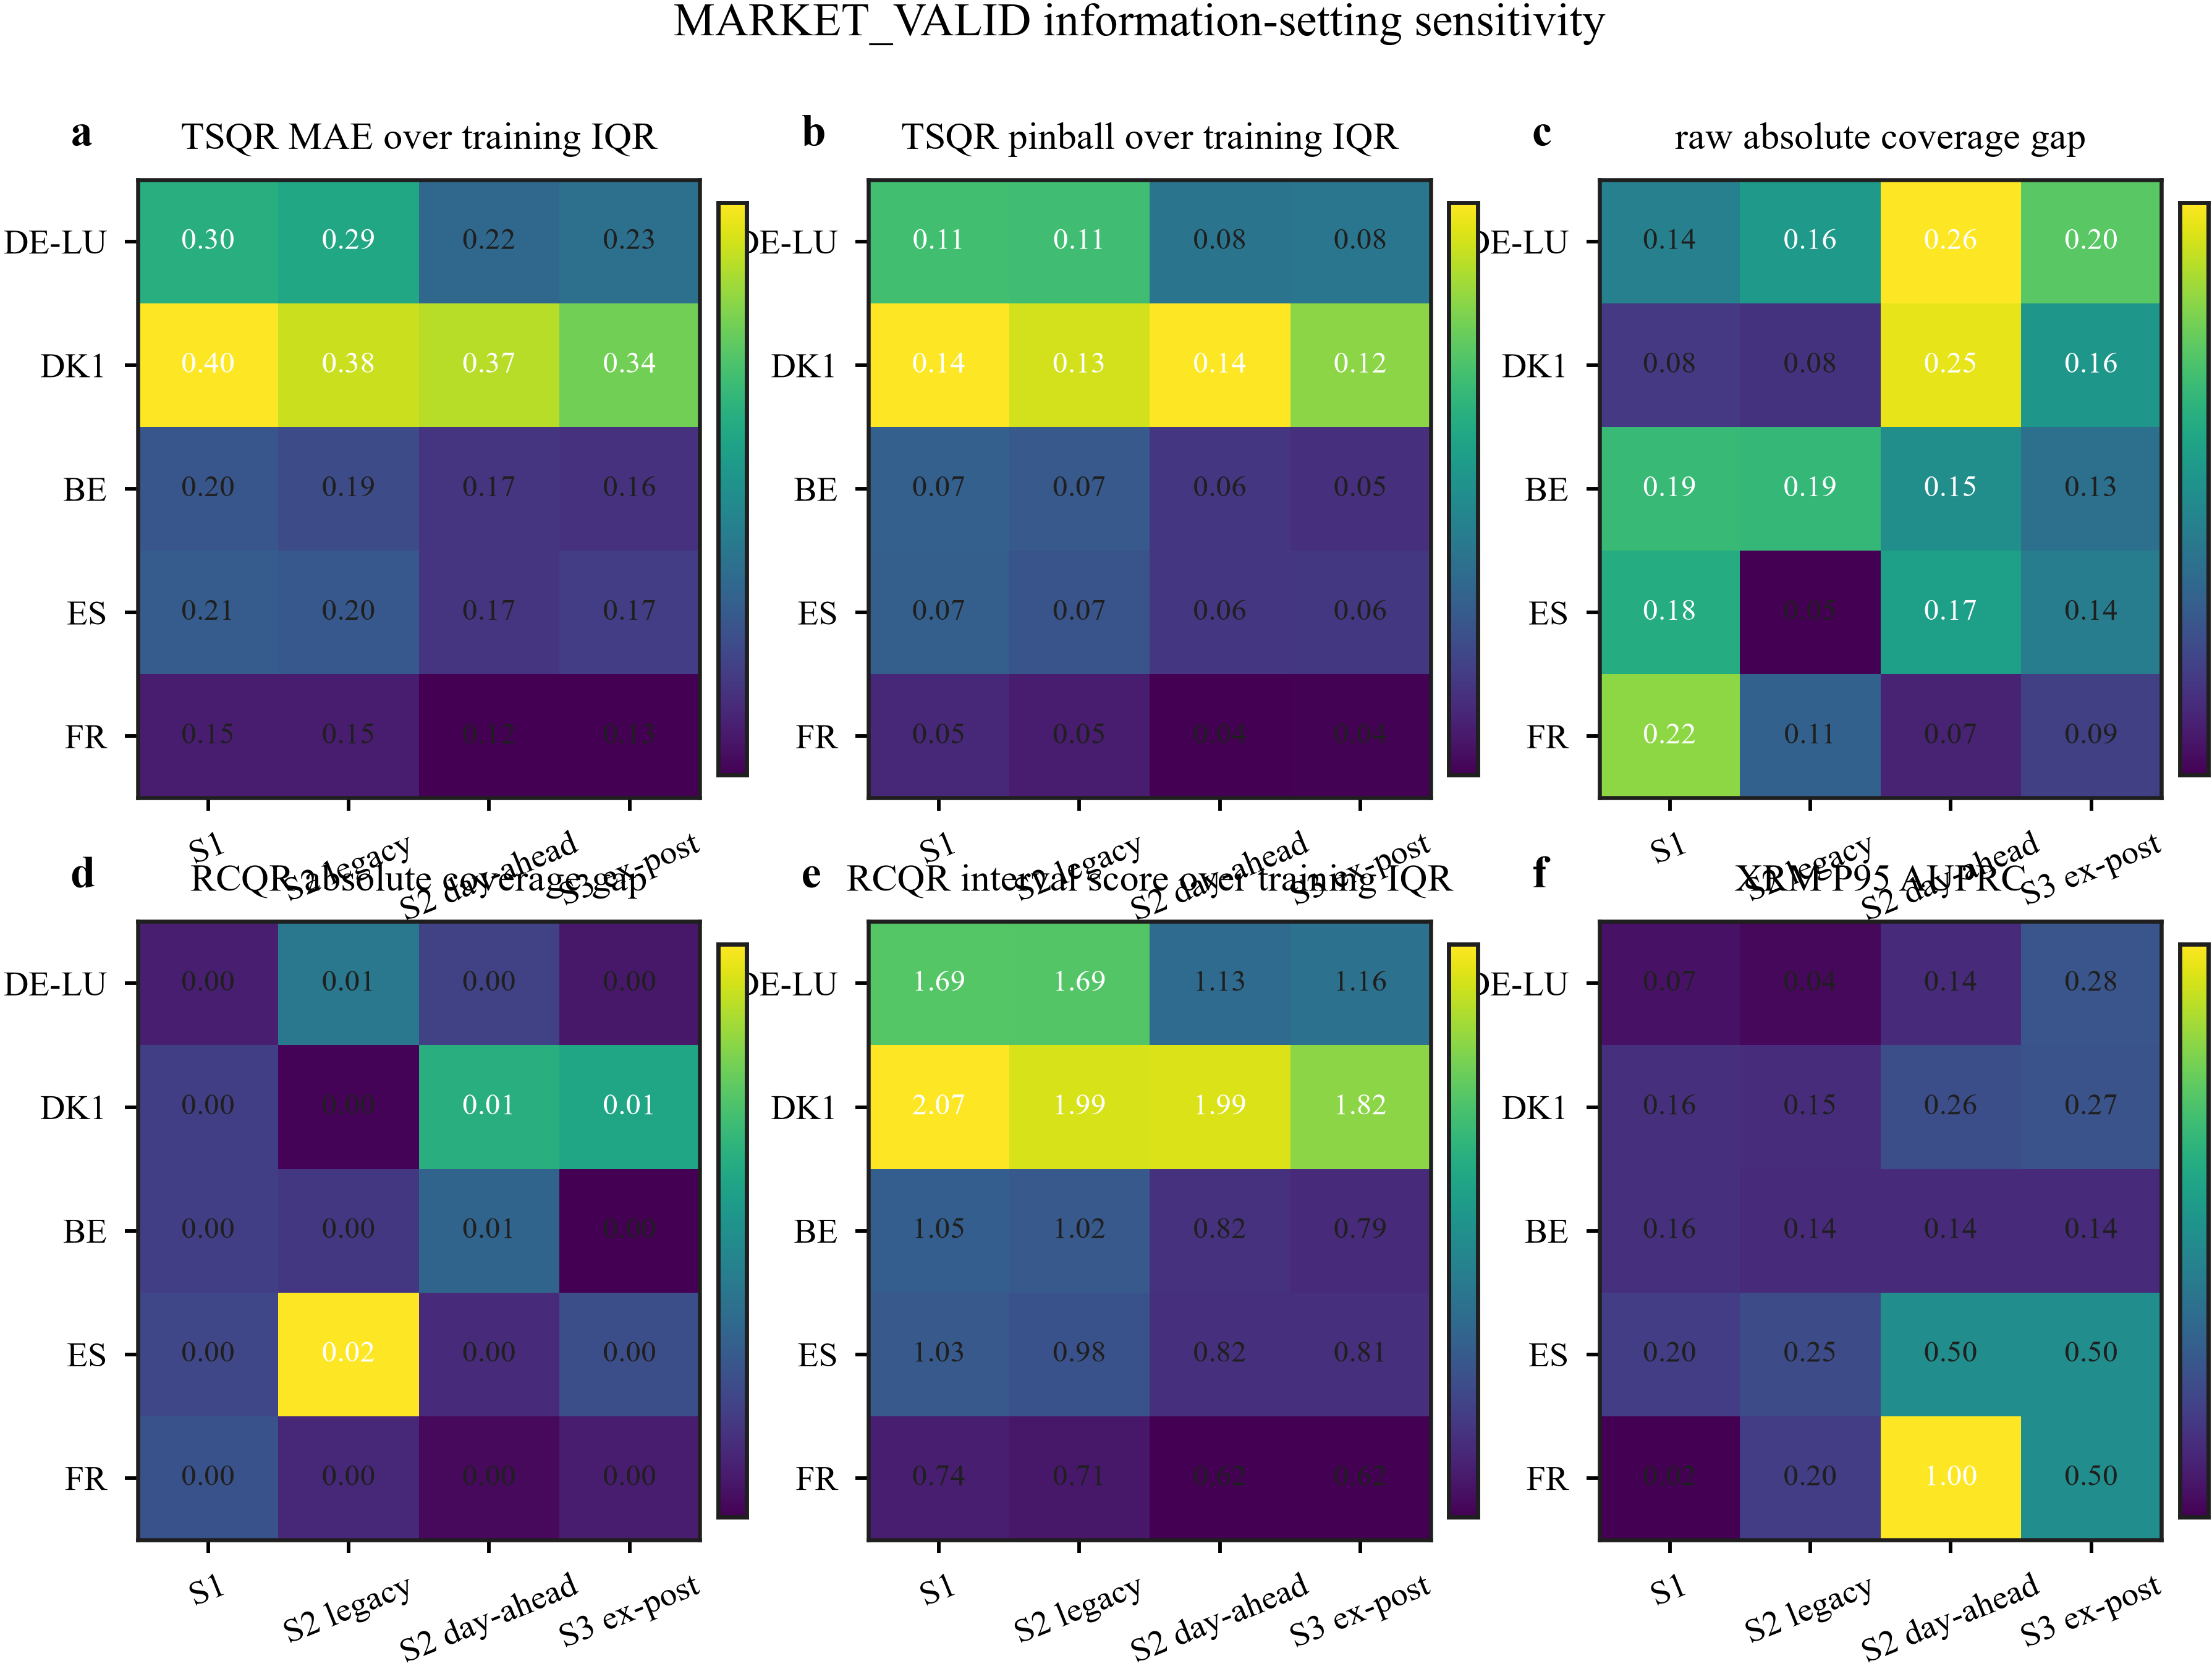 MARKET_VALID information-setting sensitivity
a TSQR MAE over training IQR
DE-LU 0.30 0.29 0.22 0.23
DK1 0.40 0.38 0.37 0.34
BE 0.20 0.19 0.17 0.16
ES 0.21 0.20 0.17 0.17
FR 0.15 0.15 0.12 0.13
S1 S2 legacy S2 day-ahead S3 ex-post
b TSQR pinball over training IQR
DE-LU 0.11 0.11 0.08 0.08
DK1 0.14 0.13 0.14 0.12
BE 0.07 0.07 0.06 0.05
ES 0.07 0.07 0.06 0.06
FR 0.05 0.05 0.04 0.04
S1 S2 legacy S2 day-ahead S3 ex-post
c raw absolute coverage gap
DE-LU 0.14 0.16 0.26 0.20
DK1 0.08 0.08 0.25 0.16
BE 0.19 0.19 0.15 0.13
ES 0.18 0.05 0.17 0.14
FR 0.22 0.11 0.07 0.09
S1 S2 legacy S2 day-ahead S3 ex-post
d RCQR absolute coverage gap
DE-LU 0.00 0.01 0.00 0.00
DK1 0.00 0.00 0.01 0.01
BE 0.00 0.00 0.01 0.00
ES 0.00 0.02 0.00 0.00
FR 0.00 0.00 0.00 0.00
S1 S2 legacy S2 day-ahead S3 ex-post
e RCQR interval score over training IQR
DE-LU 1.69 1.69 1.13 1.16
DK1 2.07 1.99 1.99 1.82
BE 1.05 1.02 0.82 0.79
ES 1.03 0.98 0.82 0.81
FR 0.74 0.71 0.62 0.62
S1 S2 legacy S2 day-ahead S3 ex-post
f XRM P95 AUPRC
DE-LU 0.07 0.04 0.14 0.28
DK1 0.16 0.15 0.26 0.27
BE 0.16 0.14 0.14 0.14
ES 0.20 0.25 0.50 0.50
FR 0.02 0.20 1.00 0.50
S1 S2 legacy S2 day-ahead S3 ex-post